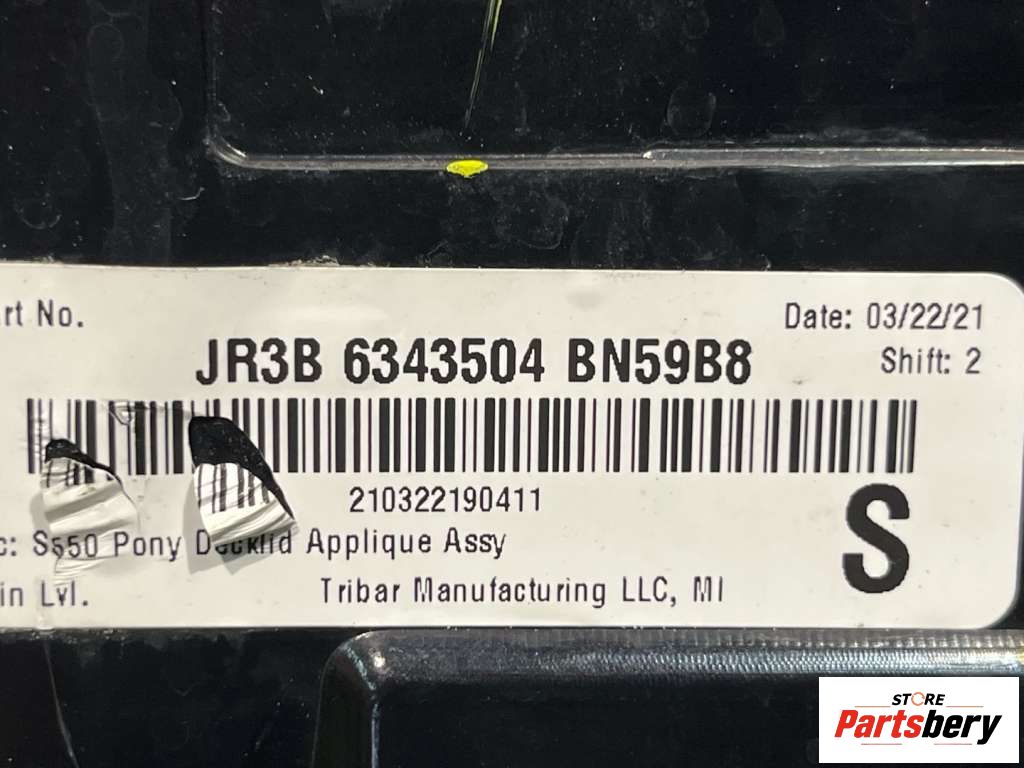 rt No.
Date: 03/22/21
JR3B 6343504 BN59B8
Shift: 2
210322190411
c: S550 Pony Decklid Applique Assy
S
in Lvl.
Tribar Manufacturing LLC, MI
STORE
Partsbery